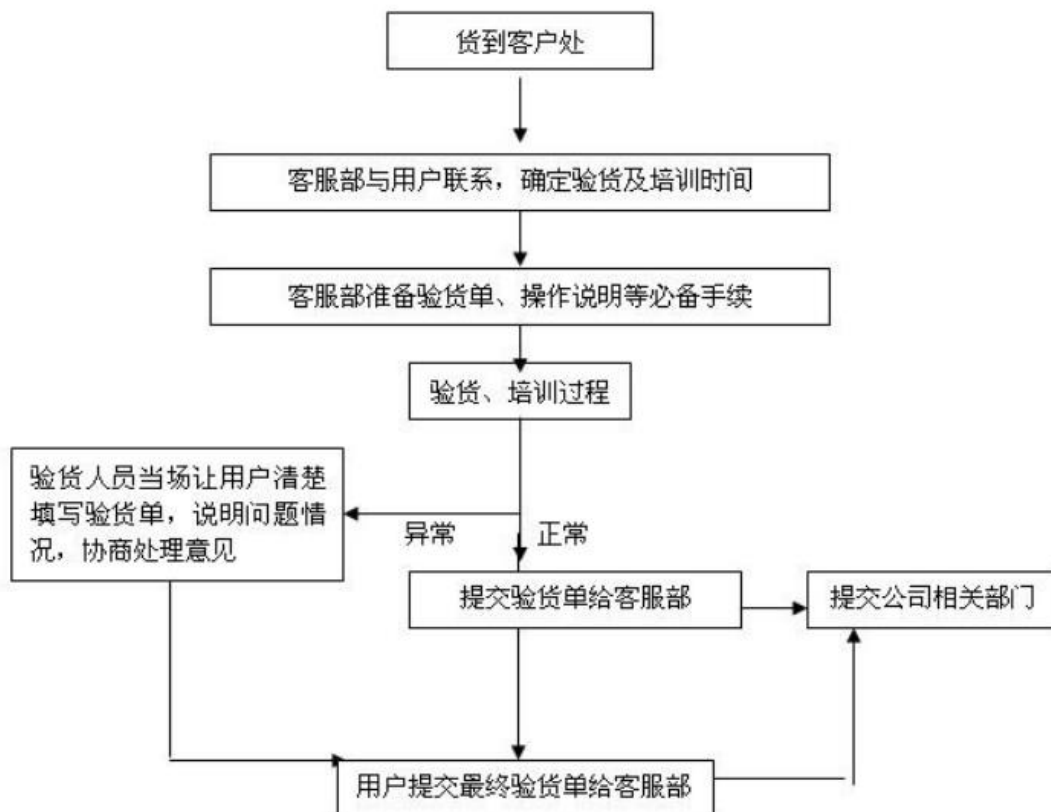 货到客户处
客服部与用户联系，确定验货及培训时间
客服部准备验货单、操作说明等必备手续
验货、培训过程
验货人员当场让用户清楚
填写验货单，说明问题情
况，协商处理意见
异常
正常
提交验货单给客服部
提交公司相关部门
用户提交最终验货单给客服部